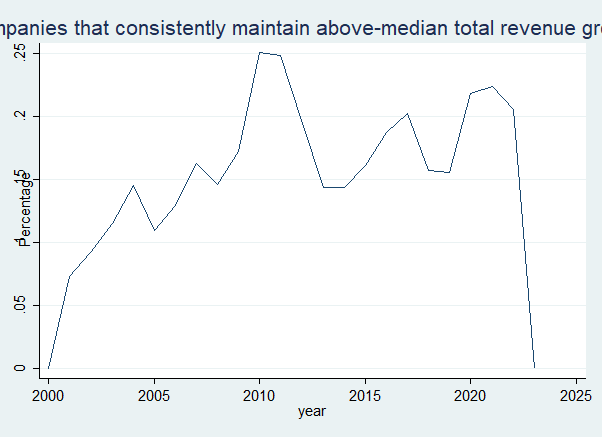 mpanies that consistently maintain above-median total revenue gro
Percentage
.25
.2
.15
.1
.05
0
2000 2005 2010 2015 2020 2025
year